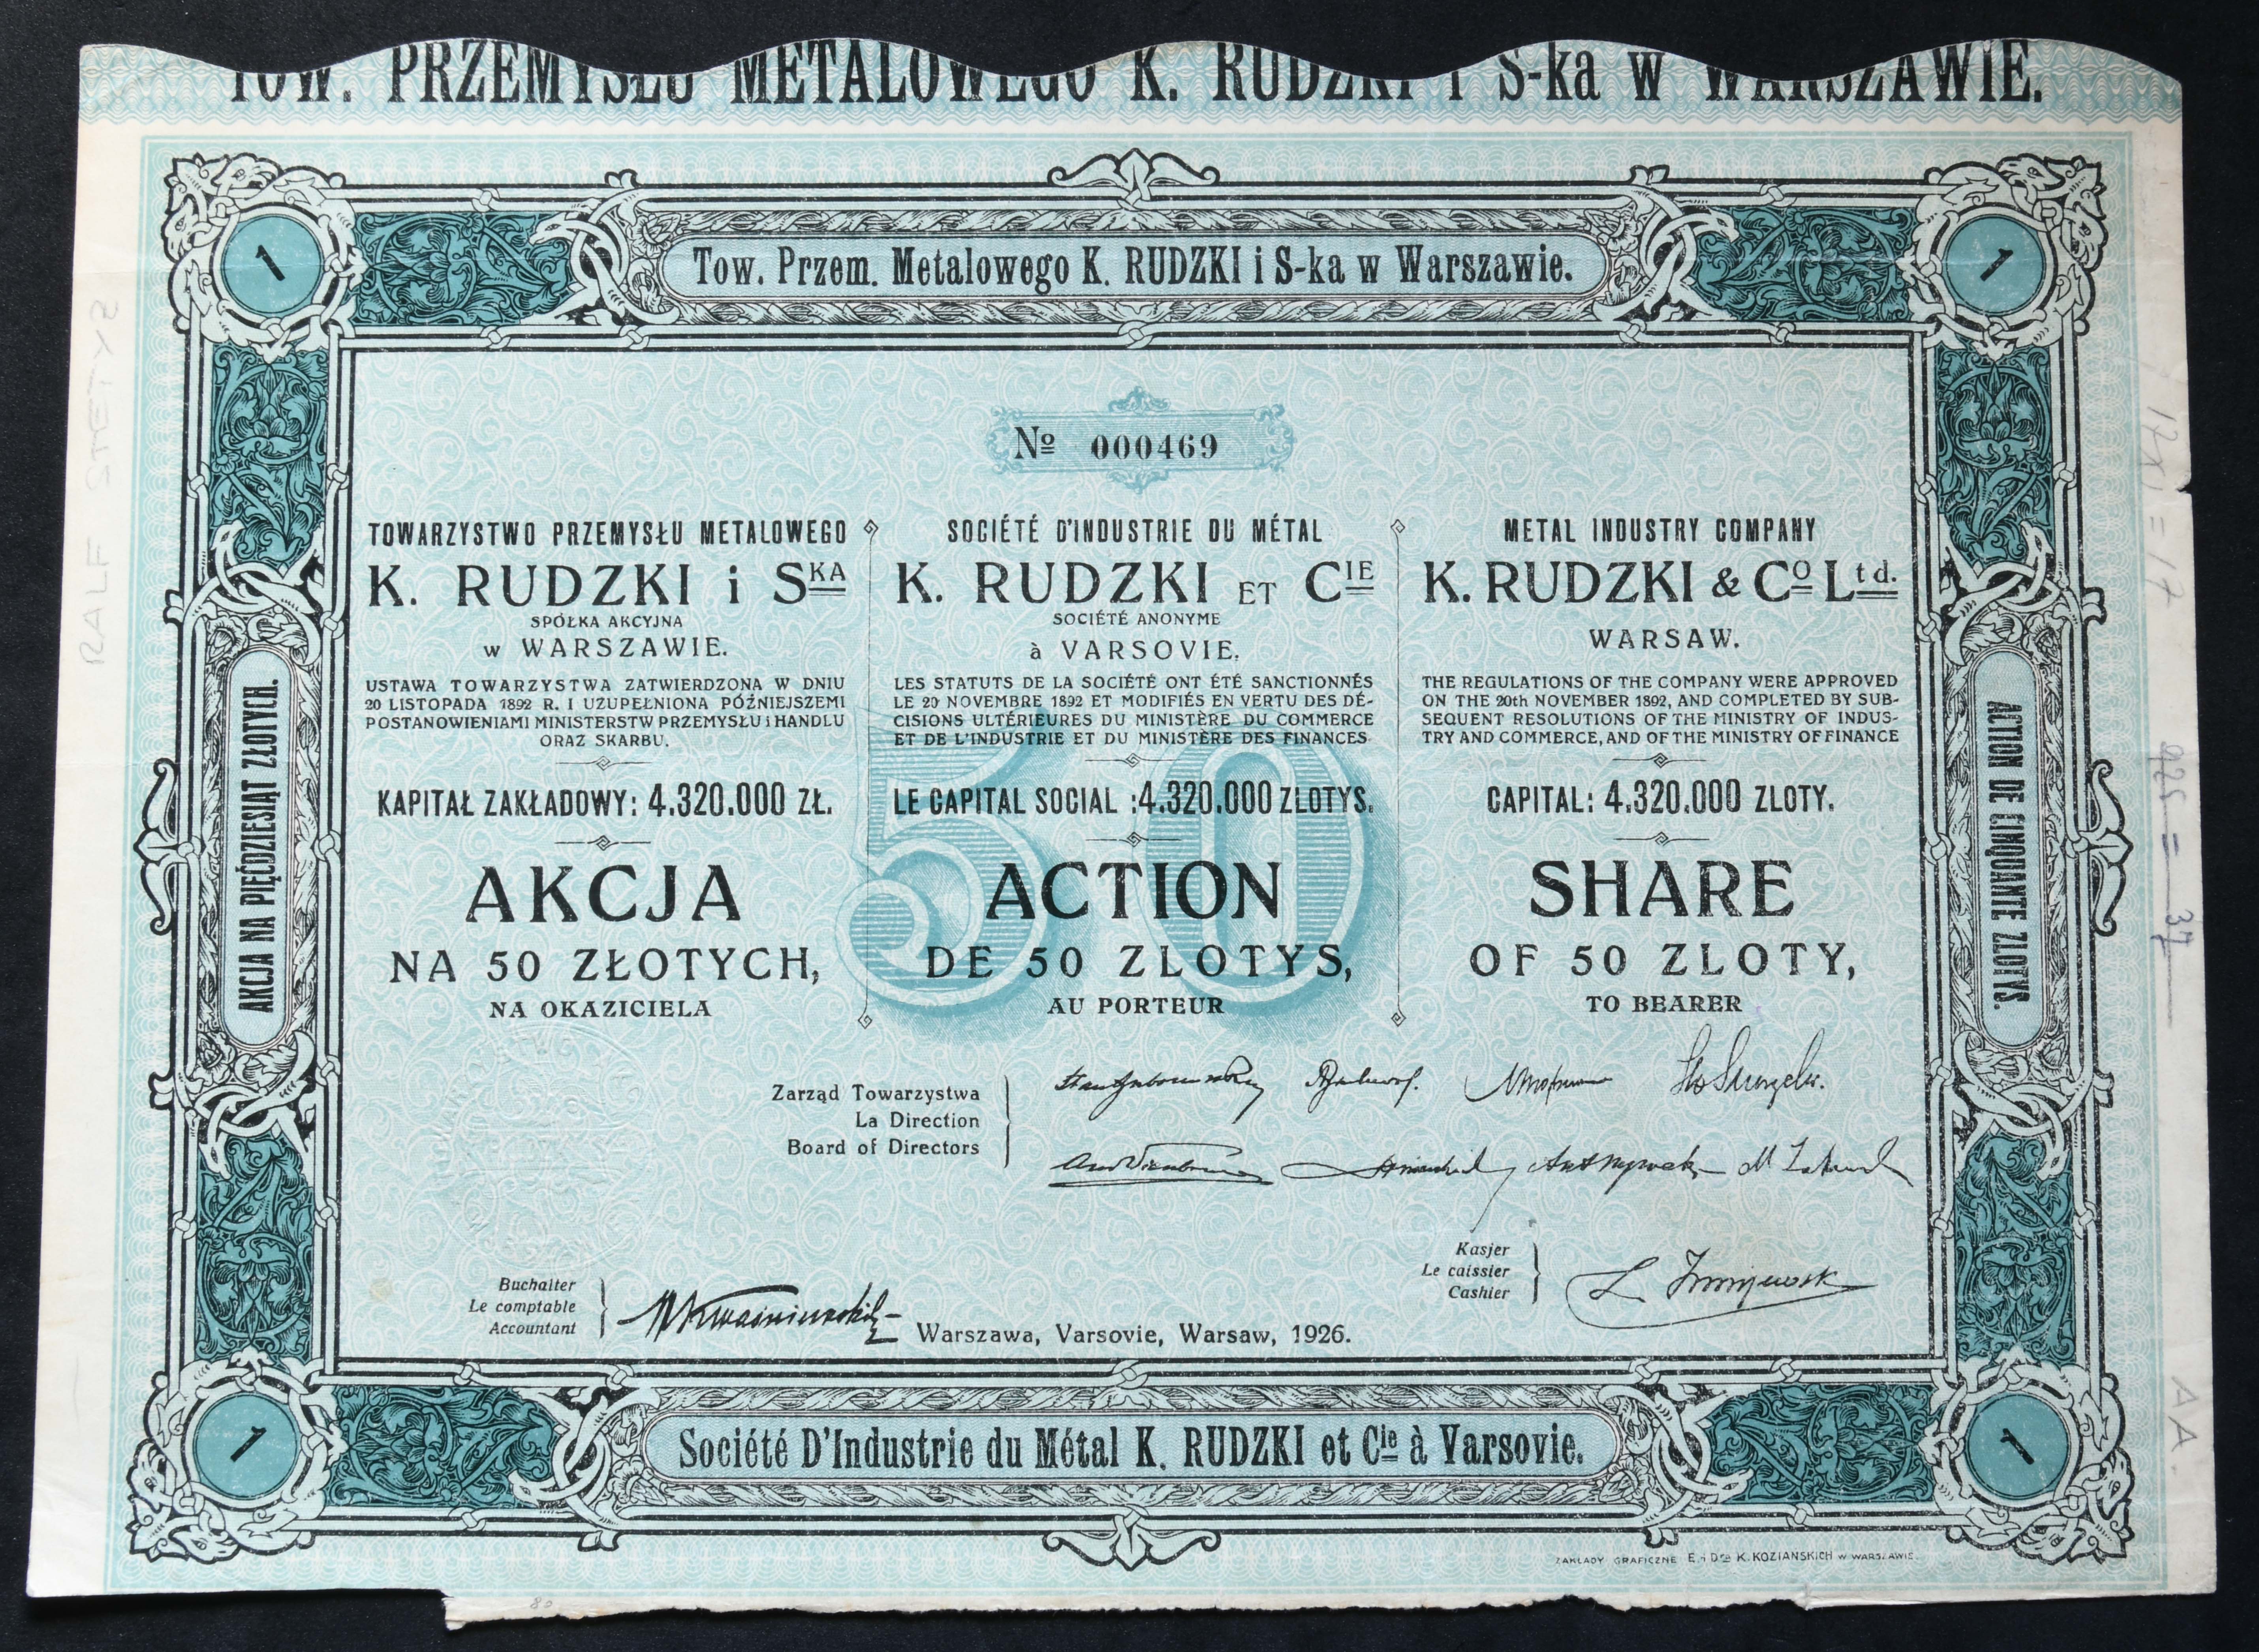 TOW. PRZEMYSŁU METALOWEGO K. RUDZKI i S-ka w WARSZAWIE.
Tow. Przem. Metalowego K. RUDZKI i S-ka w Warszawie.
1
1
№ 000469
TOWARZYSTWO PRZEMYSŁU METALOWEGO
K. RUDZKI i SKA
SPÓŁKA AKCYJNA
w WARSZAWIE.
USTAWA TOWARZYSTWA ZATWIERDZONA W DNIU
20 LISTOPADA 1892 R. I UZUPEŁNIONA PÓŹNIEJSZEMI
POSTANOWIENIAMI MINISTERSTW PRZEMYSŁU i HANDLU
ORAZ SKARBU.
KAPITAŁ ZAKŁADOWY: 4.320.000 ZŁ.
AKCJA
NA 50 ZŁOTYCH,
NA OKAZICIELA
SOCIÉTÉ D'INDUSTRIE DU MÉTAL
K. RUDZKI ET CIE
SOCIÉTÉ ANONYME
à VARSOVIE.
LES STATUTS DE LA SOCIÉTÉ ONT ÉTÉ SANCTIONNÉS
LE 20 NOVEMBRE 1892 ET MODIFIÉS EN VERTU DES DÉ-
CISIONS ULTÉRIEURES DU MINISTÈRE DU COMMERCE
ET DE L'INDUSTRIE ET DU MINISTÈRE DES FINANCES
LE CAPITAL SOCIAL :4.320.000 ZLOTYS.
50
ACTION
DE 50 ZLOTYS,
AU PORTEUR
METAL INDUSTRY COMPANY
K. RUDZKI & CO Ltd.
WARSAW.
THE REGULATIONS OF THE COMPANY WERE APPROVED
ON THE 20th NOVEMBER 1892, AND COMPLETED BY SUB-
SEQUENT RESOLUTIONS OF THE MINISTRY OF INDUS-
TRY AND COMMERCE, AND OF THE MINISTRY OF FINANCE
CAPITAL: 4.320.000 ZLOTY.
SHARE
OF 50 ZLOTY,
TO BEARER
AKCJA NA PIĘĆDZIESIĄT ZŁOTYCH.
ACTION DE CINQUANTE ZLOTYS.
Zarząd Towarzystwa
La Direction
Board of Directors
Buchalter
Le comptable
Accountant
Kasjer
Le caissier
Cashier
Warszawa, Varsovie, Warsaw, 1926.
1
1
Société D'Industrie du Métal K. RUDZKI et Cie à Varsovie.
ZAKŁADY GRAFICZNE E. i Dra K. KOZIAŃSKICH w WARSZAWIE.
80
AA.